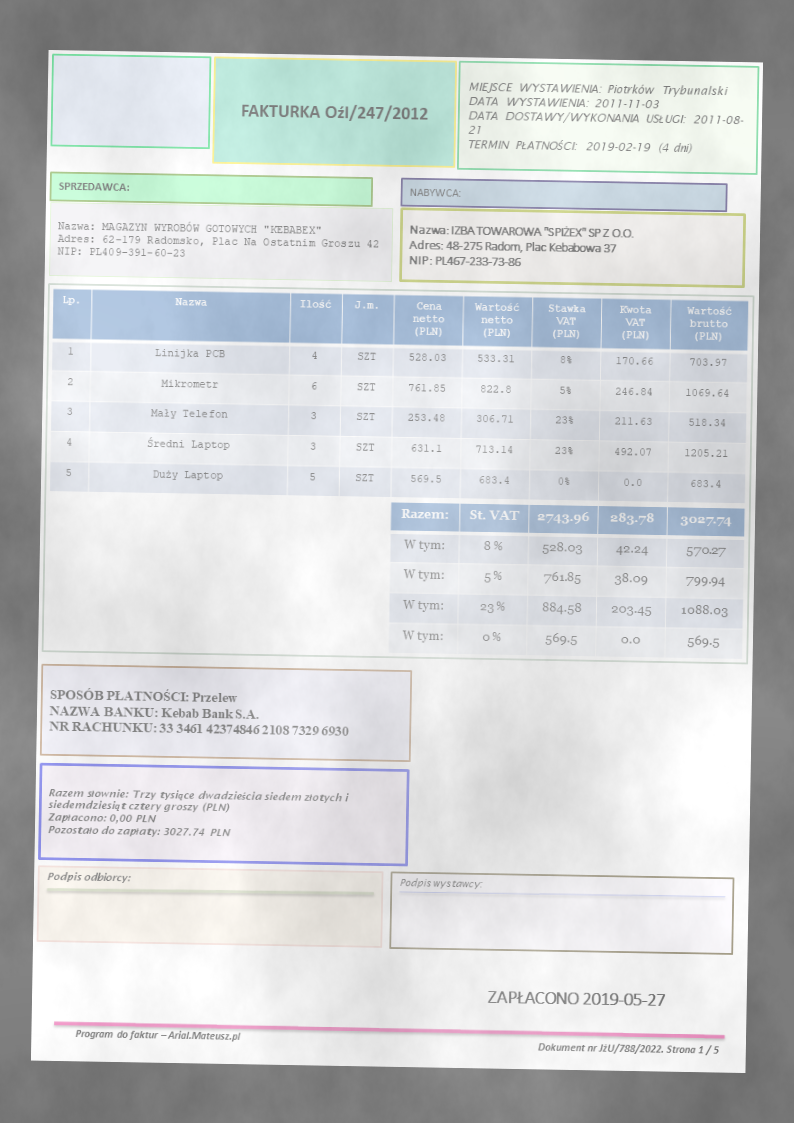 FAKTURKA OźI/247/2012
MIEJSCE WYSTAWIENIA: Piotrków Trybunalski
DATA WYSTAWIENIA: 2011-11-03
DATA DOSTAWY/WYKONANIA USŁUGI: 2011-08-
21
TERMIN PŁATNOŚCI: 2019-02-19 (4 dni)
SPRZEDAWCA:
Nazwa: MAGAZYN WYROBÓW GOTOWYCH "KEBABEX"
Adres: 62-179 Radomsko, Plac Na Ostatnim Groszu 42
NIP: PL409-391-60-23
NABYWCA:
Nazwa: IZBA TOWAROWA "SPIŻEX" SP Z O.O.
Adres: 48-275 Radom, Plac Kebabowa 37
NIP: PL467-233-73-86
Lp. Nazwa Ilość J.m. Cena netto (PLN) Wartość netto (PLN) Stawka VAT (PLN) Kwota VAT (PLN) Wartość brutto (PLN)
1 Linijka PCB 4 SZT 528.03 533.31 8% 170.66 703.97
2 Mikrometr 6 SZT 761.85 822.8 5% 246.84 1069.64
3 Mały Telefon 3 SZT 253.48 306.71 23% 211.63 518.34
4 Średni Laptop 3 SZT 631.1 713.14 23% 492.07 1205.21
5 Duży Laptop 5 SZT 569.5 683.4 0% 0.0 683.4
Razem: St. VAT 2743.96 283.78 3027.74
W tym: 8 % 528.03 42.24 570.27
W tym: 5 % 761.85 38.09 799.94
W tym: 23 % 884.58 203.45 1088.03
W tym: 0 % 569.5 0.0 569.5
SPOSÓB PŁATNOŚCI: Przelew
NAZWA BANKU: Kebab Bank S.A.
NR RACHUNKU: 33 3461 42374846 2108 7329 6930
Razem słownie: Trzy tysiące dwadzieścia siedem złotych i
siedemdziesiąt cztery groszy (PLN)
Zapłacono: 0,00 PLN
Pozostało do zapłaty: 3027.74 PLN
Podpis odbiorcy:
Podpis wystawcy:
ZAPŁACONO 2019-05-27
Program do faktur – Arial.Mateusz.pl
Dokument nr JżU/788/2022. Strona 1 / 5